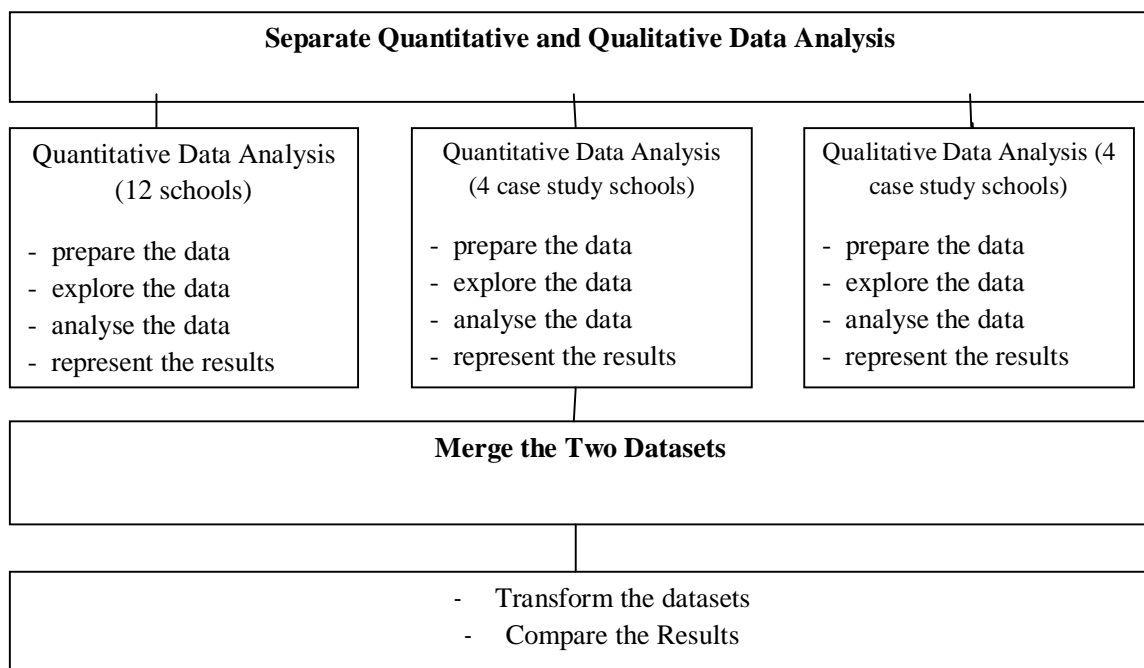 Separate Quantitative and Qualitative Data Analysis
Quantitative Data Analysis
(12 schools)
- prepare the data
- explore the data
- analyse the data
- represent the results
Quantitative Data Analysis
(4 case study schools)
- prepare the data
- explore the data
- analyse the data
- represent the results
Qualitative Data Analysis (4
case study schools)
- prepare the data
- explore the data
- analyse the data
- represent the results
Merge the Two Datasets
- Transform the datasets
- Compare the Results